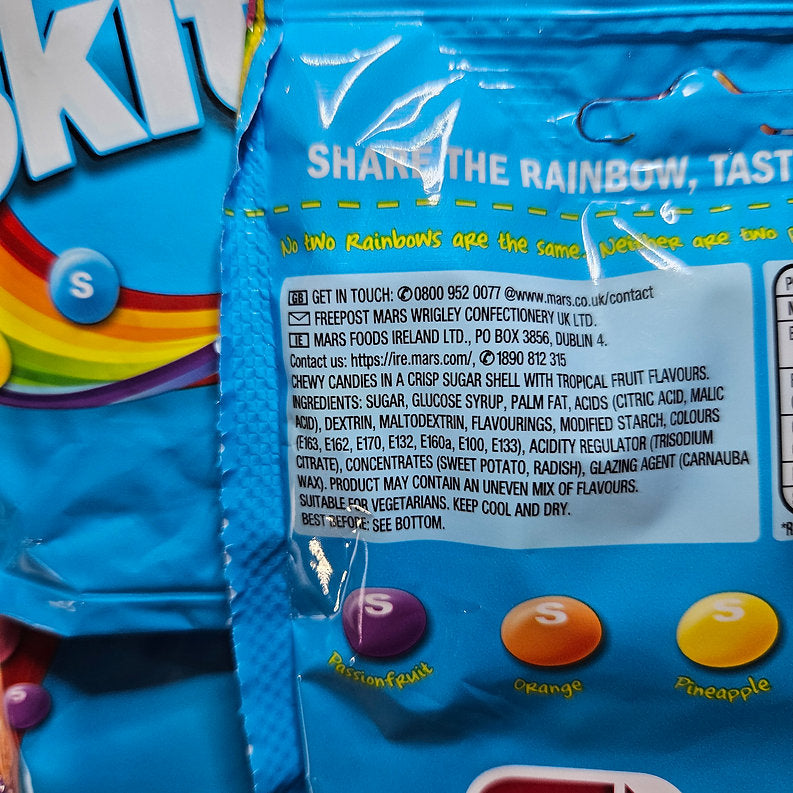 SHARE THE RAINBOW, TAST
No two Rainbows are the same. Neither are two
GB GET IN TOUCH: ✆0800 952 0077 @www.mars.co.uk/contact
FREEPOST MARS WRIGLEY CONFECTIONERY UK LTD.
IE MARS FOODS IRELAND LTD., PO BOX 3856, DUBLIN 4.
Contact us: https://ire.mars.com/, ✆1890 812 315
CHEWY CANDIES IN A CRISP SUGAR SHELL WITH TROPICAL FRUIT FLAVOURS.
INGREDIENTS: SUGAR, GLUCOSE SYRUP, PALM FAT, ACIDS (CITRIC ACID, MALIC
ACID), DEXTRIN, MALTODEXTRIN, FLAVOURINGS, MODIFIED STARCH, COLOURS
(E163, E162, E170, E132, E160a, E100, E133), ACIDITY REGULATOR (TRISODIUM
CITRATE), CONCENTRATES (SWEET POTATO, RADISH), GLAZING AGENT (CARNAUBA
WAX). PRODUCT MAY CONTAIN AN UNEVEN MIX OF FLAVOURS.
SUITABLE FOR VEGETARIANS. KEEP COOL AND DRY.
BEST BEFORE: SEE BOTTOM.
S
S
S
S
S
Passionfruit
Orange
Pineapple